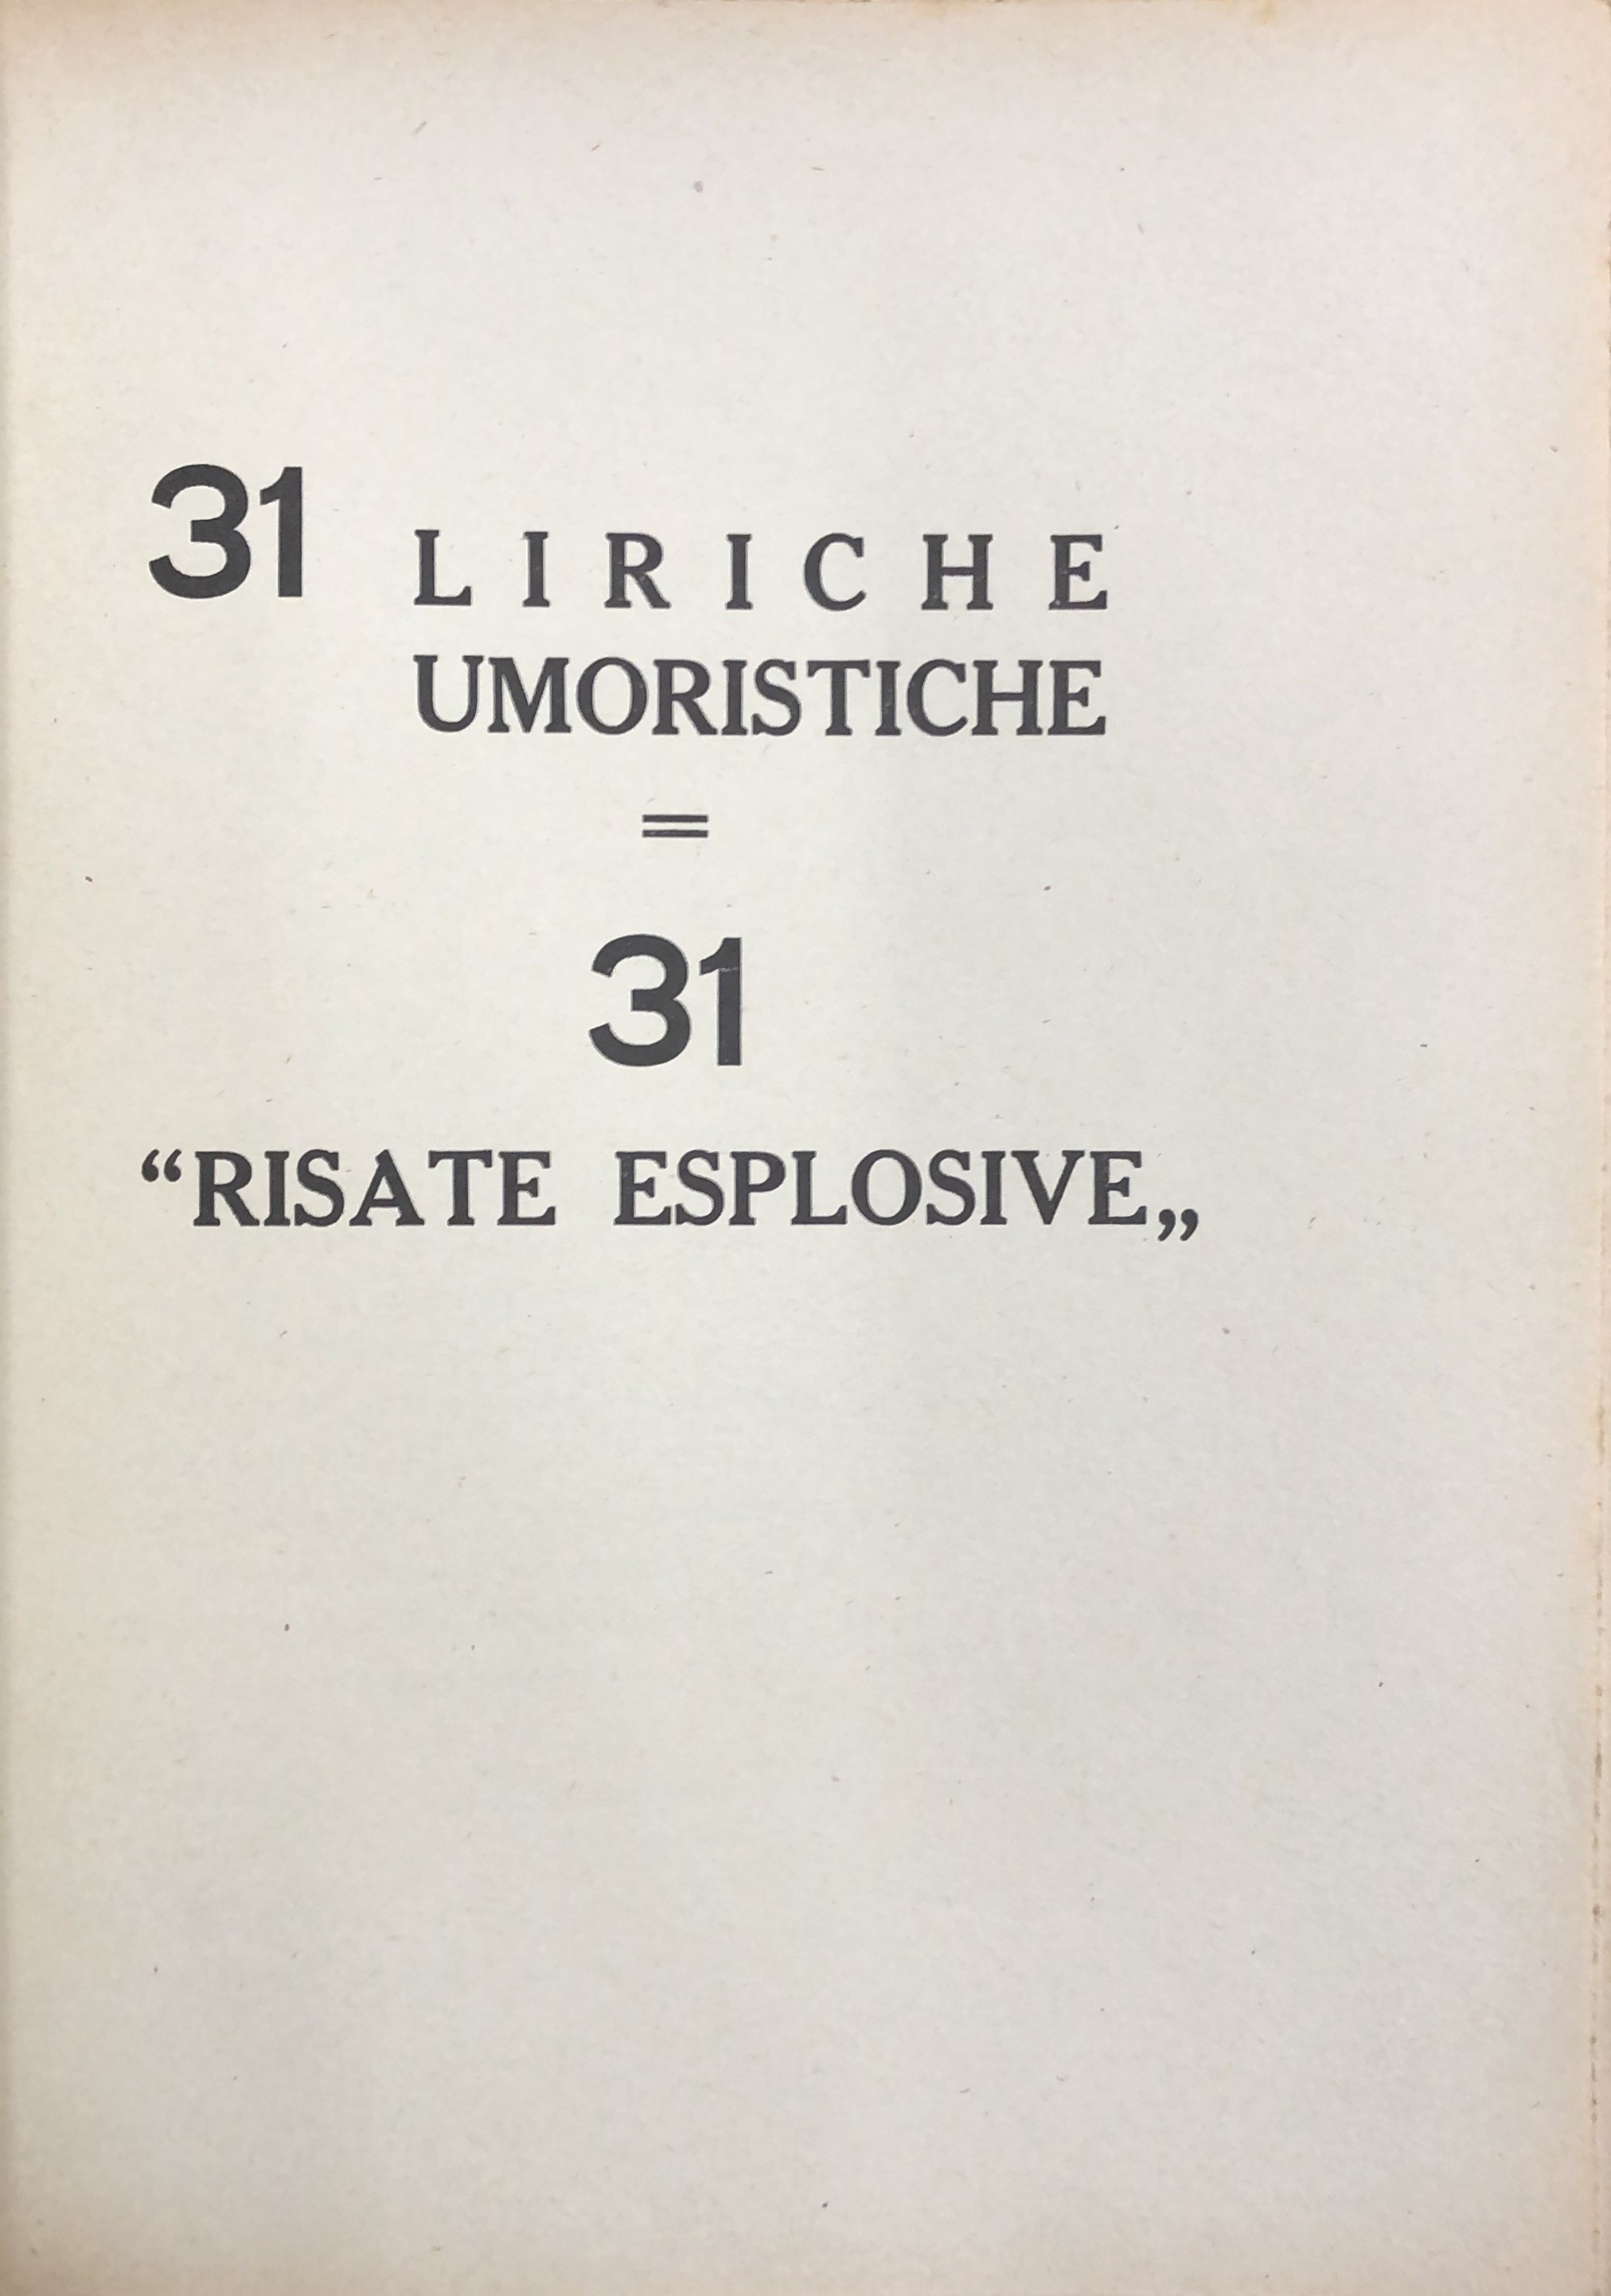 31 LIRICHE
UMORISTICHE
=
31
“RISATE ESPLOSIVE„